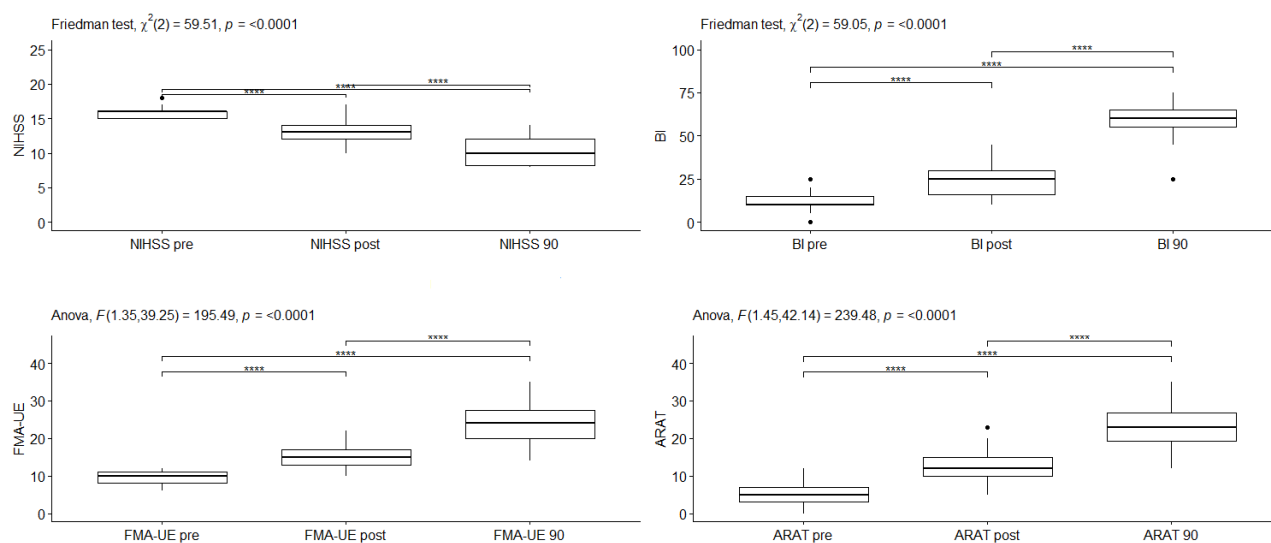 Friedman test, χ²(2) = 59.51, p = <0.0001
NIHSS
25
20
15
10
5
0
****
****
****
NIHSS pre
NIHSS post
NIHSS 90
Friedman test, χ²(2) = 59.05, p = <0.0001
BI
100
75
50
25
0
****
****
****
BI pre
BI post
BI 90
Anova, F(1.35,39.25) = 195.49, p = <0.0001
FMA-UE
40
30
20
10
0
****
****
****
FMA-UE pre
FMA-UE post
FMA-UE 90
Anova, F(1.45,42.14) = 239.48, p = <0.0001
ARAT
40
30
20
10
0
****
****
****
ARAT pre
ARAT post
ARAT 90